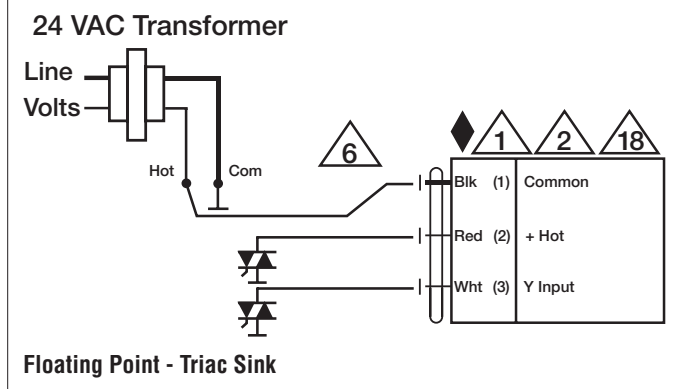 24 VAC Transformer
Line
Volts
Hot
Com
6
1
2
18
Blk (1) Common
Red (2) + Hot
Wht (3) Y Input
Floating Point - Triac Sink